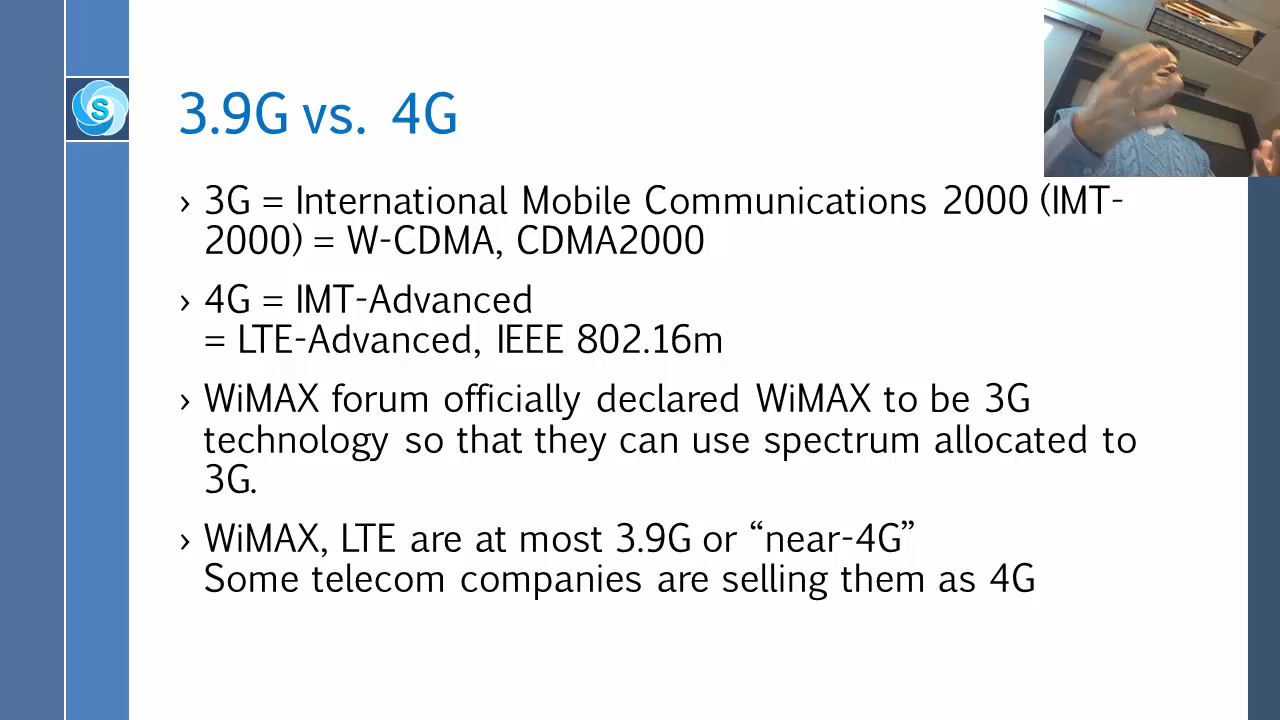 S
3.9G vs. 4G
› 3G = International Mobile Communications 2000 (IMT-
2000) = W-CDMA, CDMA2000
› 4G = IMT-Advanced
= LTE-Advanced, IEEE 802.16m
› WiMAX forum officially declared WiMAX to be 3G
technology so that they can use spectrum allocated to
3G.
› WiMAX, LTE are at most 3.9G or “near-4G”
Some telecom companies are selling them as 4G